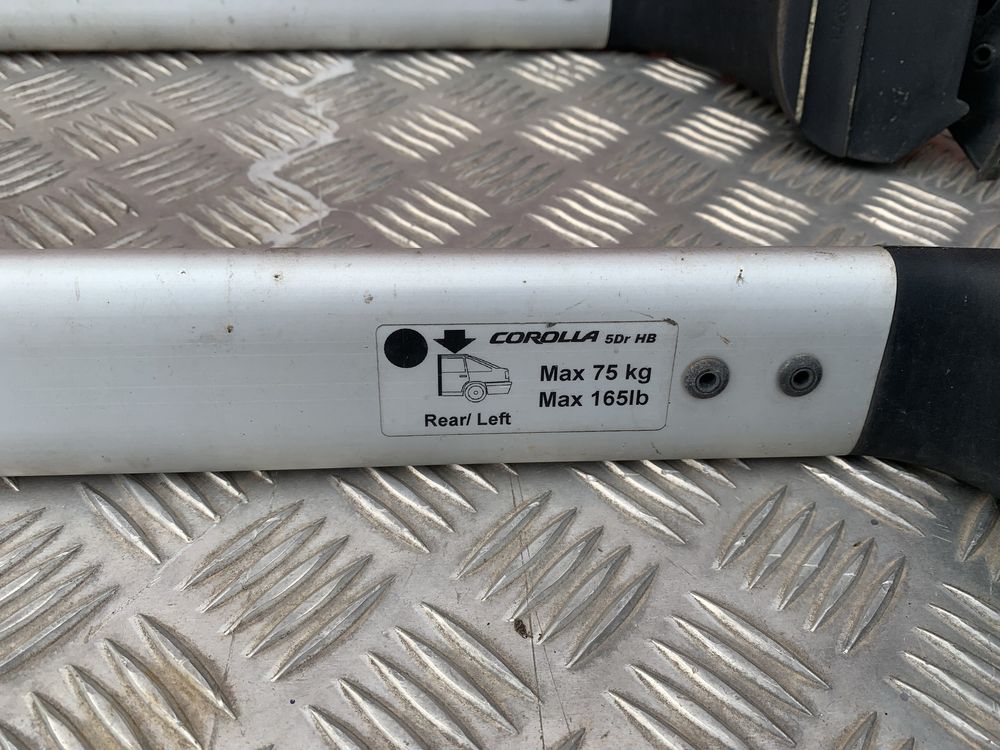 COROLLA 5Dr HB
Max 75 kg
Max 165lb
Rear/ Left